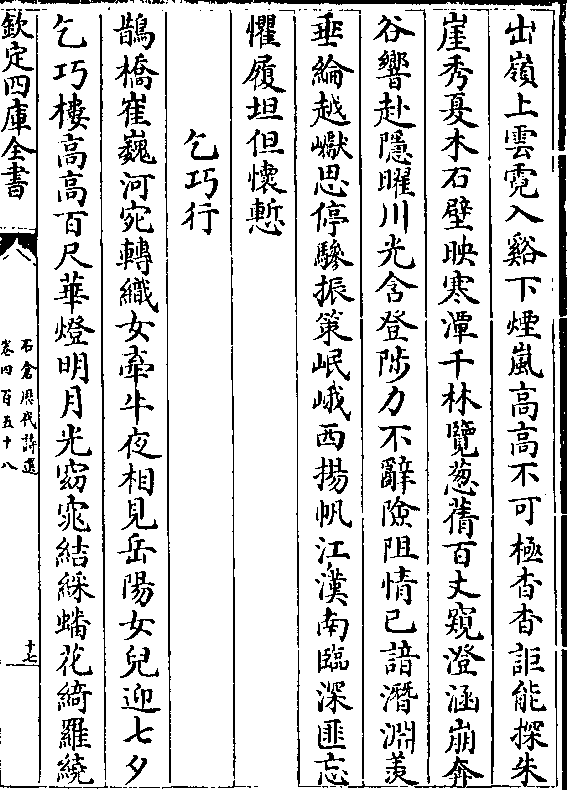 出嶺上雲霓入谿下煙嵐高高不可極杳杳詎能探朱
崖秀夏木石壁映寒潭千林覽葱蒨百丈窺澄涵崩奔
谷響赴隱曜川光含登陟力不辭險阻情已諳潛淵羨
垂綸越巘思停驂振策岷峨西揚帆江漢南臨深匪忘
懼履坦但懷慙
乞巧行
鵲橋崔巍河宛轉織女牽牛夜相見岳陽女兒迎七夕
乞巧樓高高百尺華燈明月光窈窕結綵蟠花綺羅繞
欽定四庫全書
石倉歷代詩選
卷四百五十八
十七